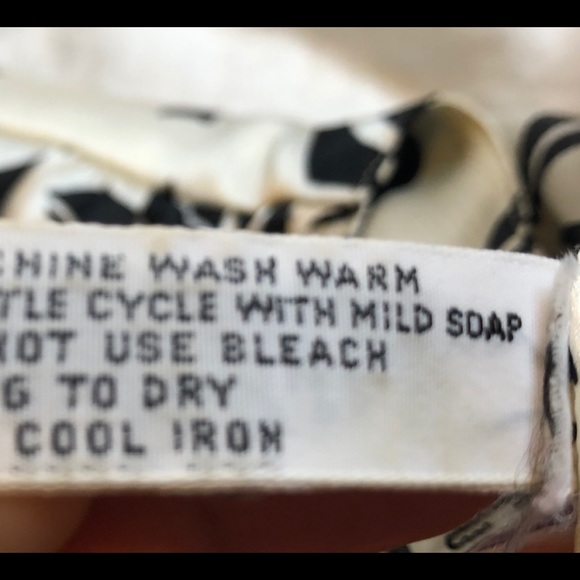 CHINE WASH WARM
TLE CYCLE WITH MILD SOAP
NOT USE BLEACH
G TO DRY
COOL IRON